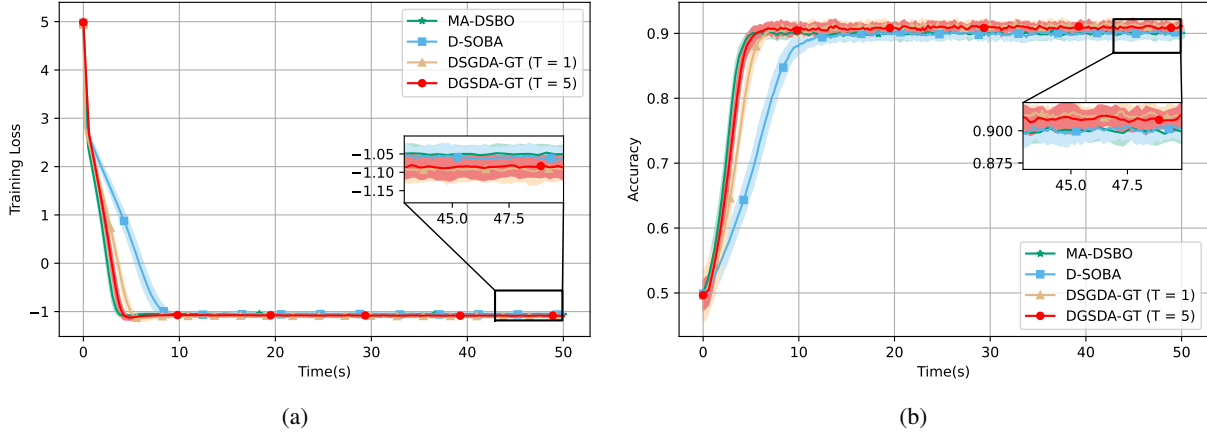 5
4
3
2
1
0
−1
Training Loss
MA-DSBO
D-SOBA
DSGDA-GT (T = 1)
DGSDA-GT (T = 5)
−1.05
−1.10
−1.15
45.0 47.5
0 10 20 30 40 50
Time(s)
(a)
0.9
0.8
0.7
0.6
0.5
Accuracy
0.900
0.875
45.0 47.5
MA-DSBO
D-SOBA
DSGDA-GT (T = 1)
DGSDA-GT (T = 5)
0 10 20 30 40 50
Time(s)
(b)